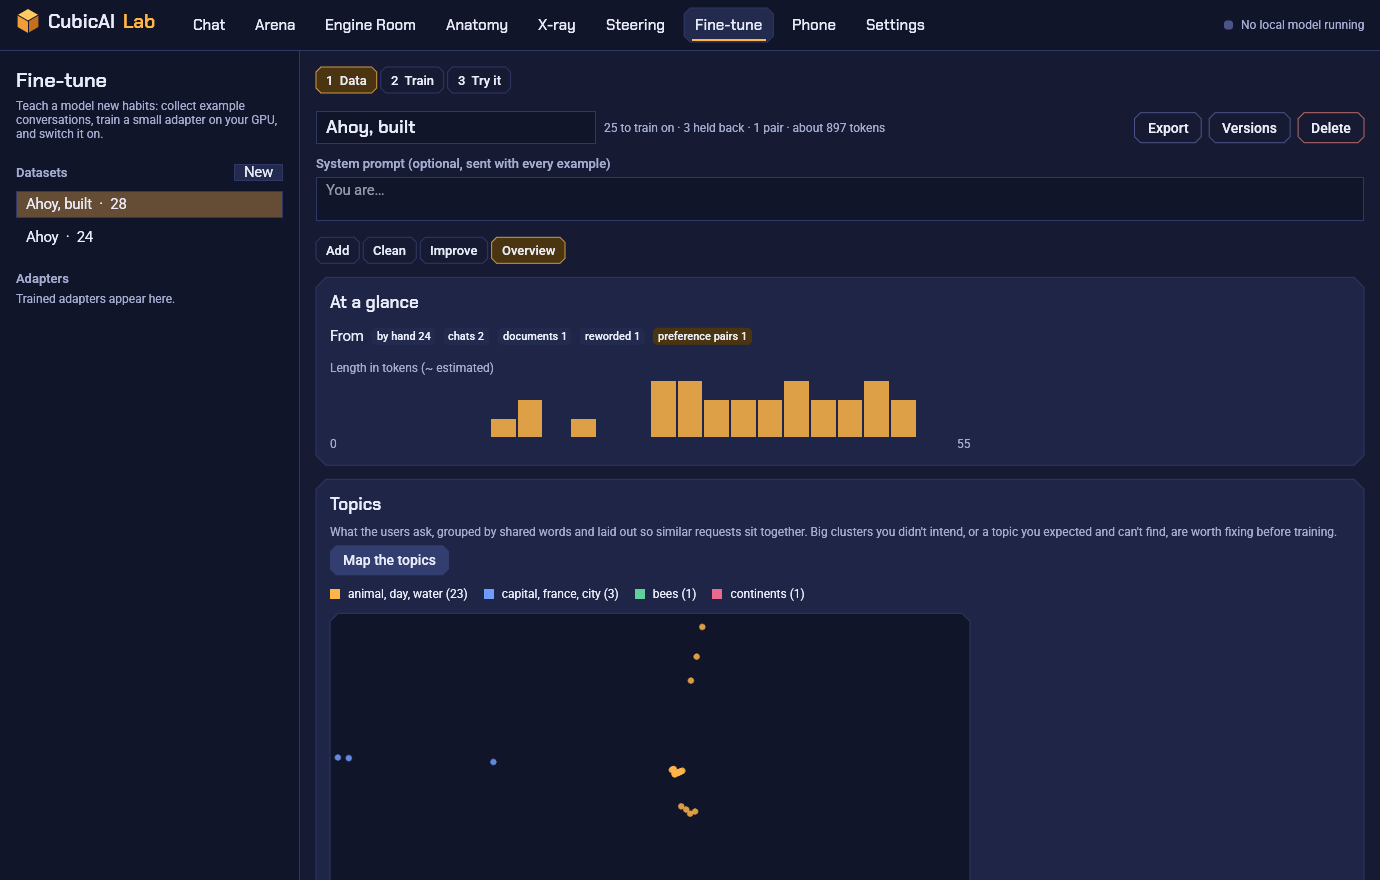 CubicAI Lab
Chat
Arena
Engine Room
Anatomy
X-ray
Steering
Fine-tune
Phone
Settings
No local model running
Fine-tune
Teach a model new habits: collect example
conversations, train a small adapter on your GPU,
and switch it on.
Datasets
New
Ahoy, built · 28
Ahoy · 24
Adapters
Trained adapters appear here.
1 Data
2 Train
3 Try it
Ahoy, built
25 to train on · 3 held back · 1 pair · about 897 tokens
Export
Versions
Delete
System prompt (optional, sent with every example)
You are...
Add
Clean
Improve
Overview
At a glance
From
by hand 24
chats 2
documents 1
reworded 1
preference pairs 1
Length in tokens (~ estimated)
0
55
Topics
What the users ask, grouped by shared words and laid out so similar requests sit together. Big clusters you didn't intend, or a topic you expected and can't find, are worth fixing before training.
Map the topics
animal, day, water (23)
capital, france, city (3)
bees (1)
continents (1)